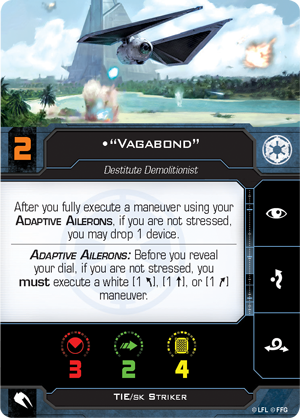 •“Vagabond”
2
Destitute Demolitionist
After you fully execute a maneuver using your
Adaptive Ailerons, if you are not stressed,
you may drop 1 device.
Adaptive Ailerons: Before you reveal
your dial, if you are not stressed, you
must execute a white [1 ↖], [1 ↑], or [1 ↗]
maneuver.
3 2 4
TIE/sk Striker
© LFL © FFG